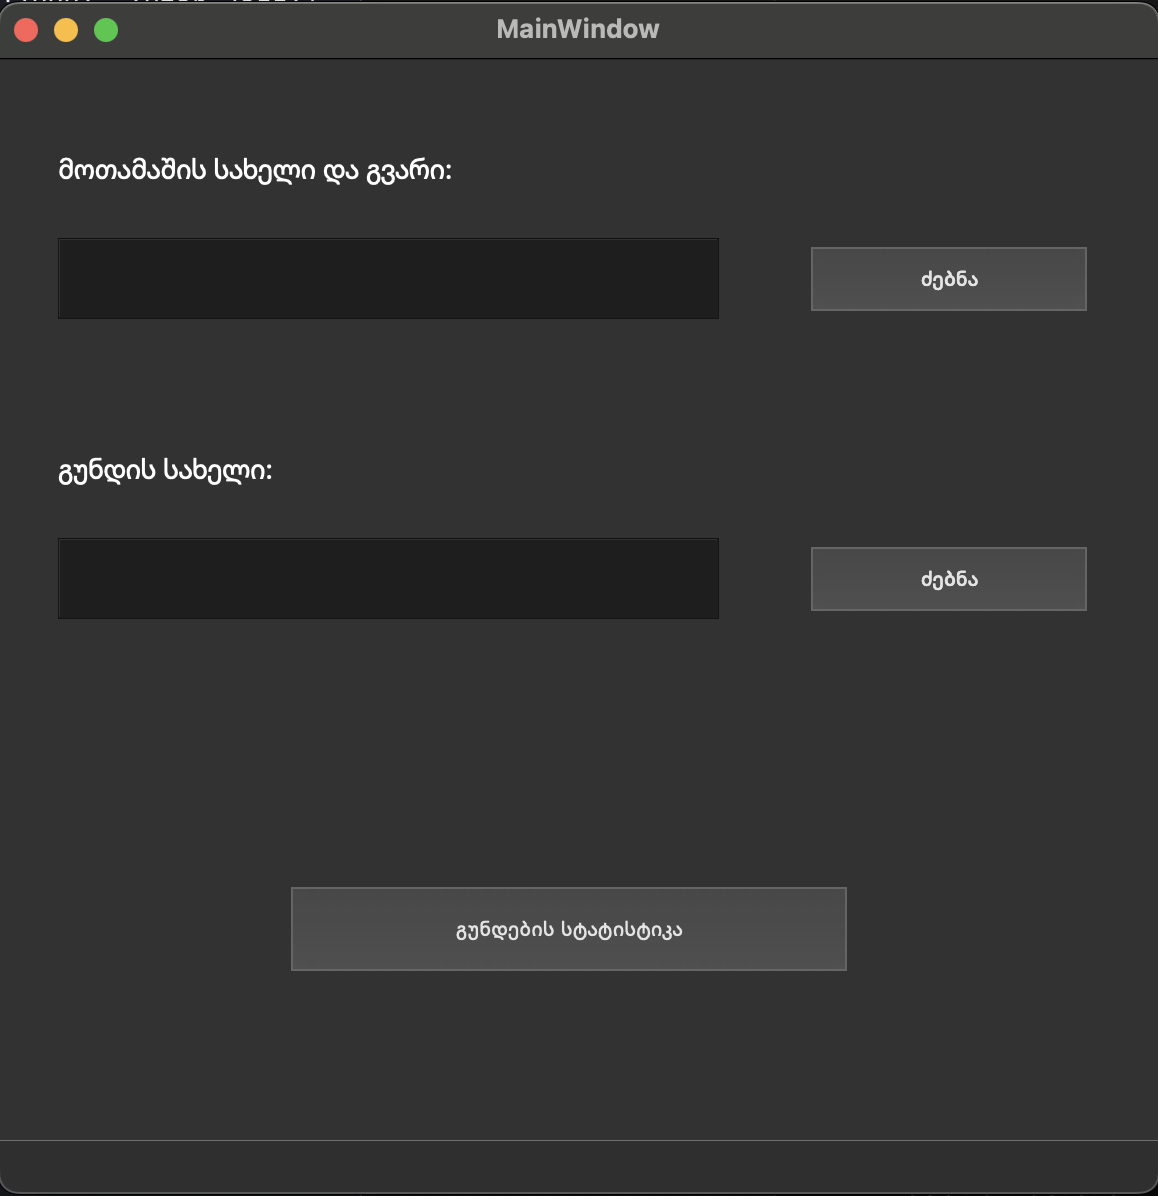 MainWindow
მოთამაშის სახელი და გვარი:
ძებნა
გუნდის სახელი:
ძებნა
გუნდების სტატისტიკა